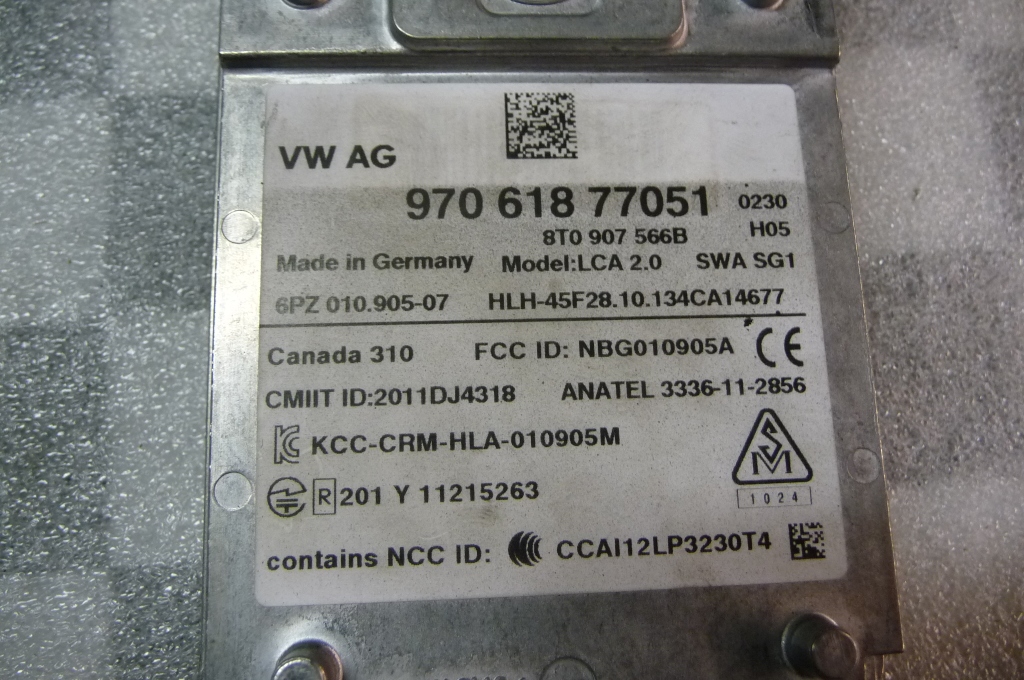 VW AG
970 618 77051 0230
8T0 907 566B H05
Made in Germany Model:LCA 2.0 SWA SG1
6PZ 010.905-07 HLH-45F28.10.134CA14677
Canada 310 FCC ID: NBG010905A CE
CMIIT ID:2011DJ4318 ANATEL 3336-11-2856
KCC-CRM-HLA-010905M
SM
1024
R 201 Y 11215263
contains NCC ID: CCAI12LP3230T4